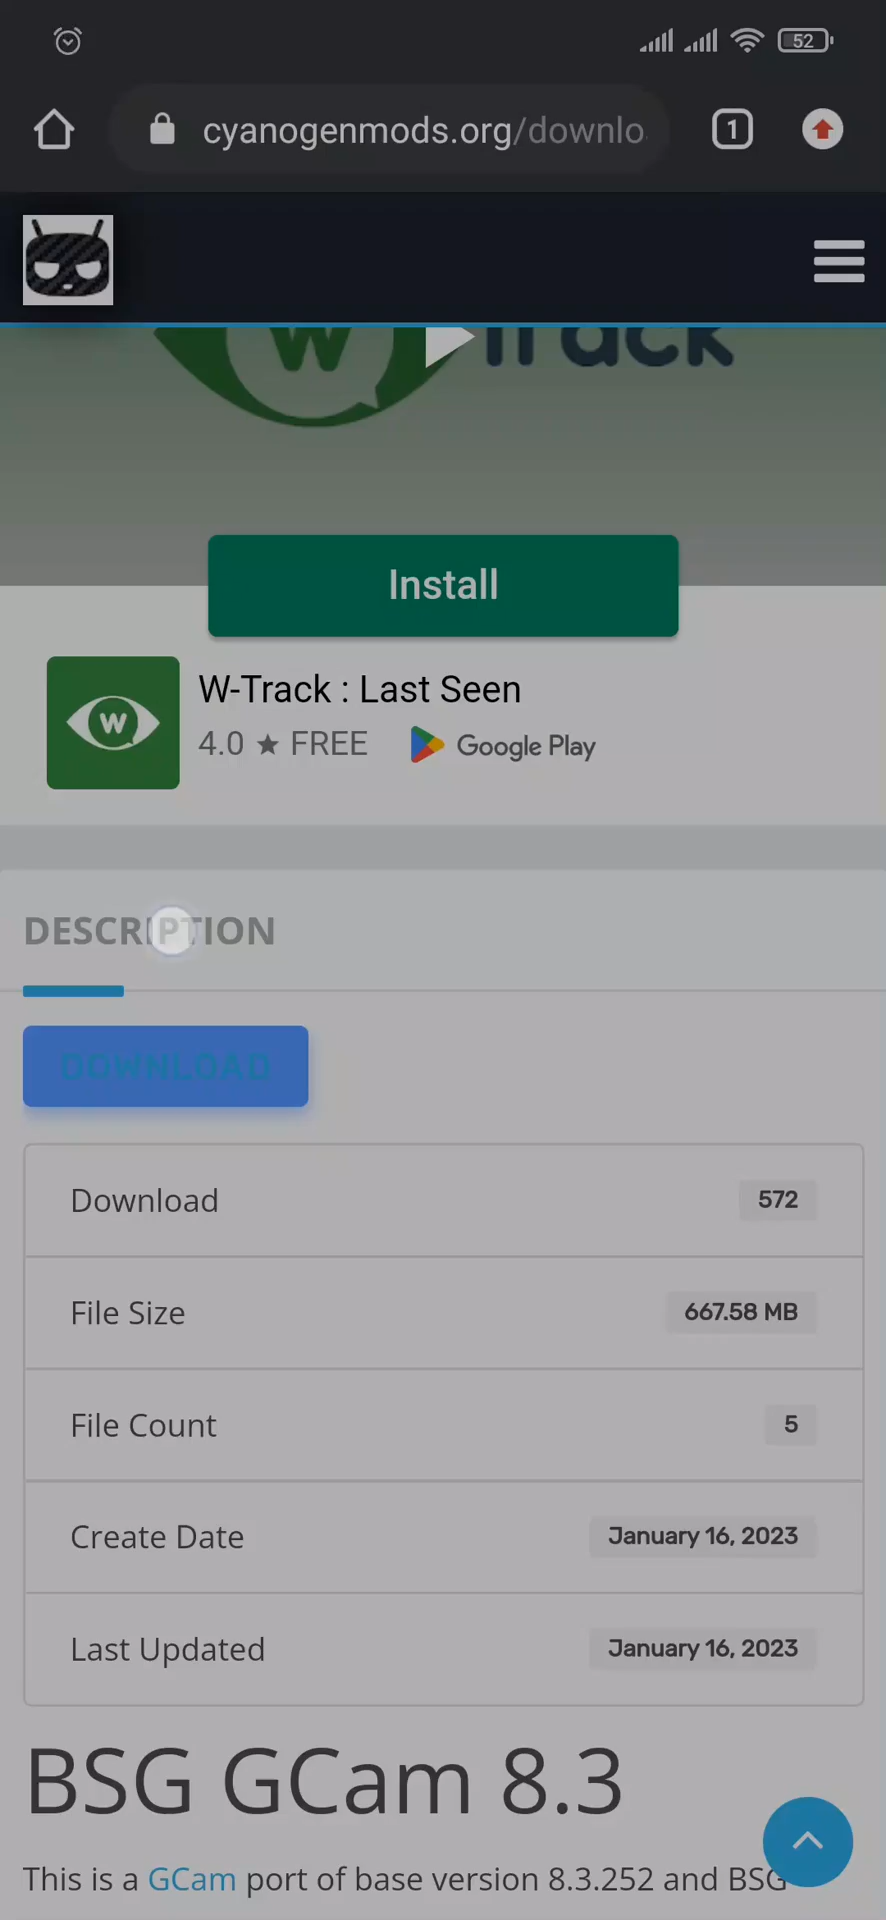 52
cyanogenmods.org/downlo
1
W Track
Install
W
W-Track : Last Seen
4.0 ★ FREE Google Play
DESCRIPTION
DOWNLOAD
Download 572
File Size 667.58 MB
File Count 5
Create Date January 16, 2023
Last Updated January 16, 2023
BSG GCam 8.3
This is a GCam port of base version 8.3.252 and BSG